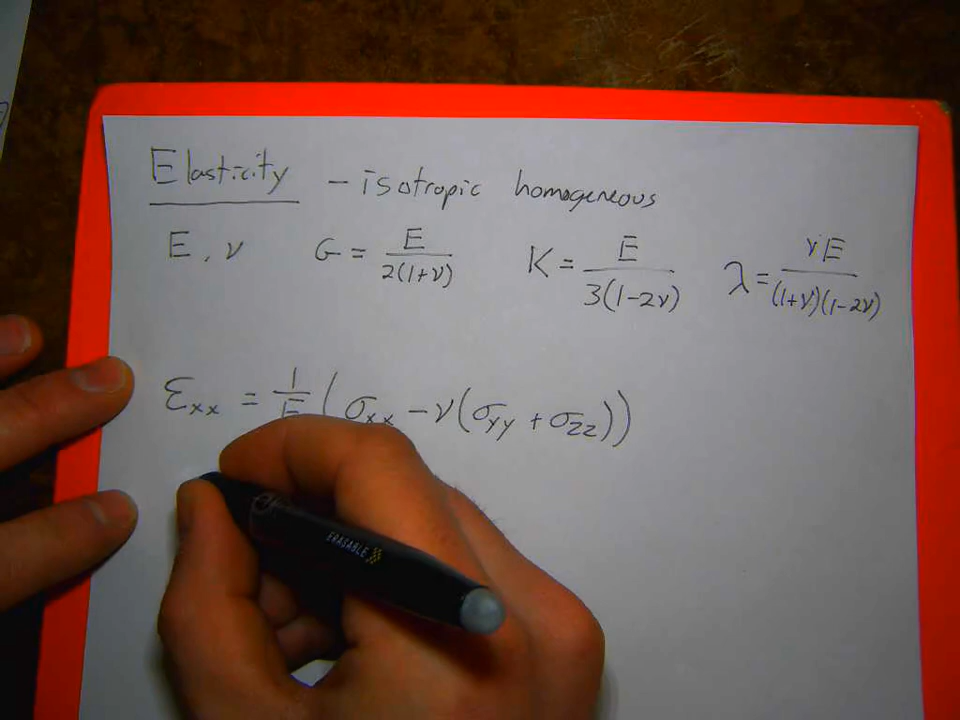 Elasticity - isotropic homogeneous
E, ν G = E/2(1+ν) K = E/3(1-2ν) λ = νE/(1+ν)(1-2ν)
εxx = 1/E (σxx - ν(σyy + σzz))
ERASABLE